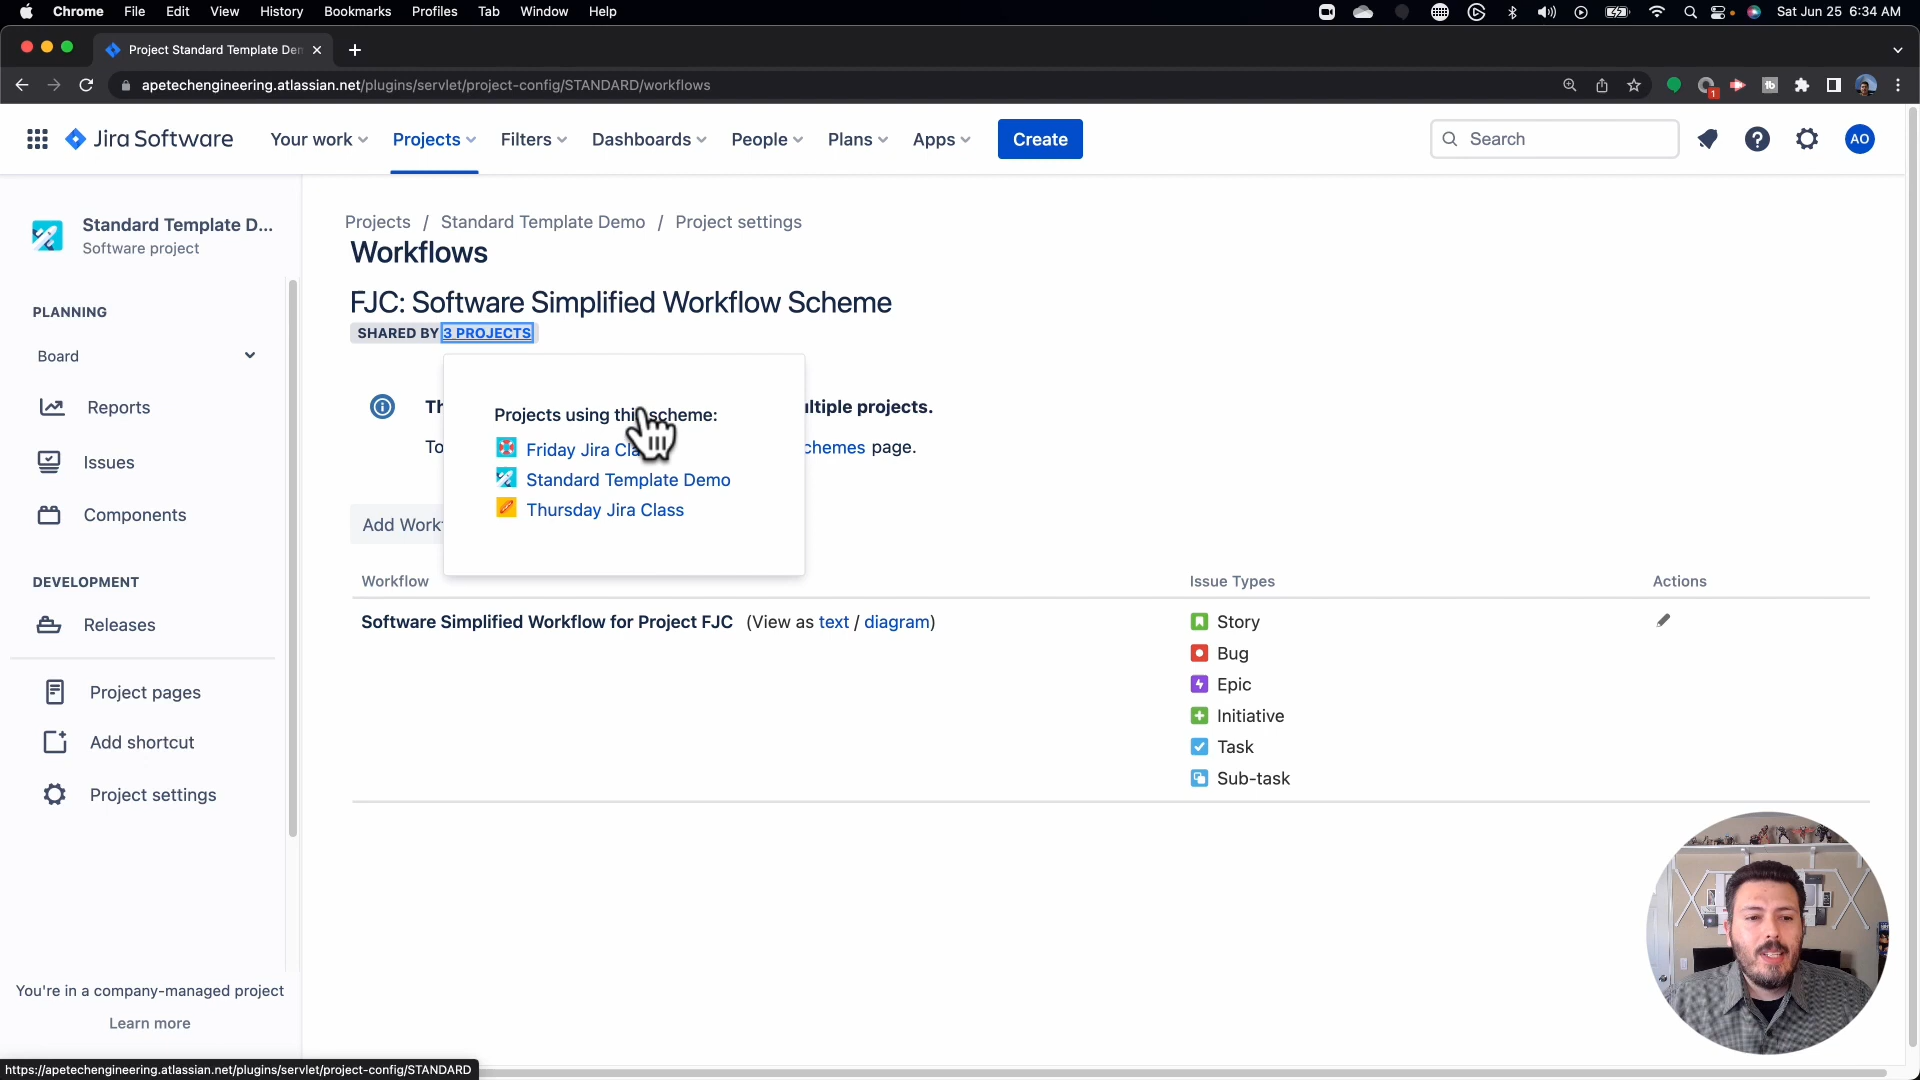 Chrome File Edit View History Bookmarks Profiles Tab Window Help Sat Jun 25 6:34 AM
Project Standard Template Den
apetechengineering.atlassian.net/plugins/servlet/project-config/STANDARD/workflows
1
Jira Software Your work Projects Filters Dashboards People Plans Apps Create Search AO
Standard Template D...
Software project
PLANNING
Board
Reports
Issues
Components
DEVELOPMENT
Releases
Project pages
Add shortcut
Project settings
You're in a company-managed project
Learn more
Projects / Standard Template Demo / Project settings
Workflows
FJC: Software Simplified Workflow Scheme
SHARED BY 3 PROJECTS
Projects using this scheme:
Friday Jira Cla
Standard Template Demo
Thursday Jira Class
Th ltiple projects.
To chemes page.
Add Workf
Workflow Issue Types Actions
Software Simplified Workflow for Project FJC (View as text / diagram)
Story
Bug
Epic
Initiative
Task
Sub-task
https://apetechengineering.atlassian.net/plugins/servlet/project-config/STANDARD